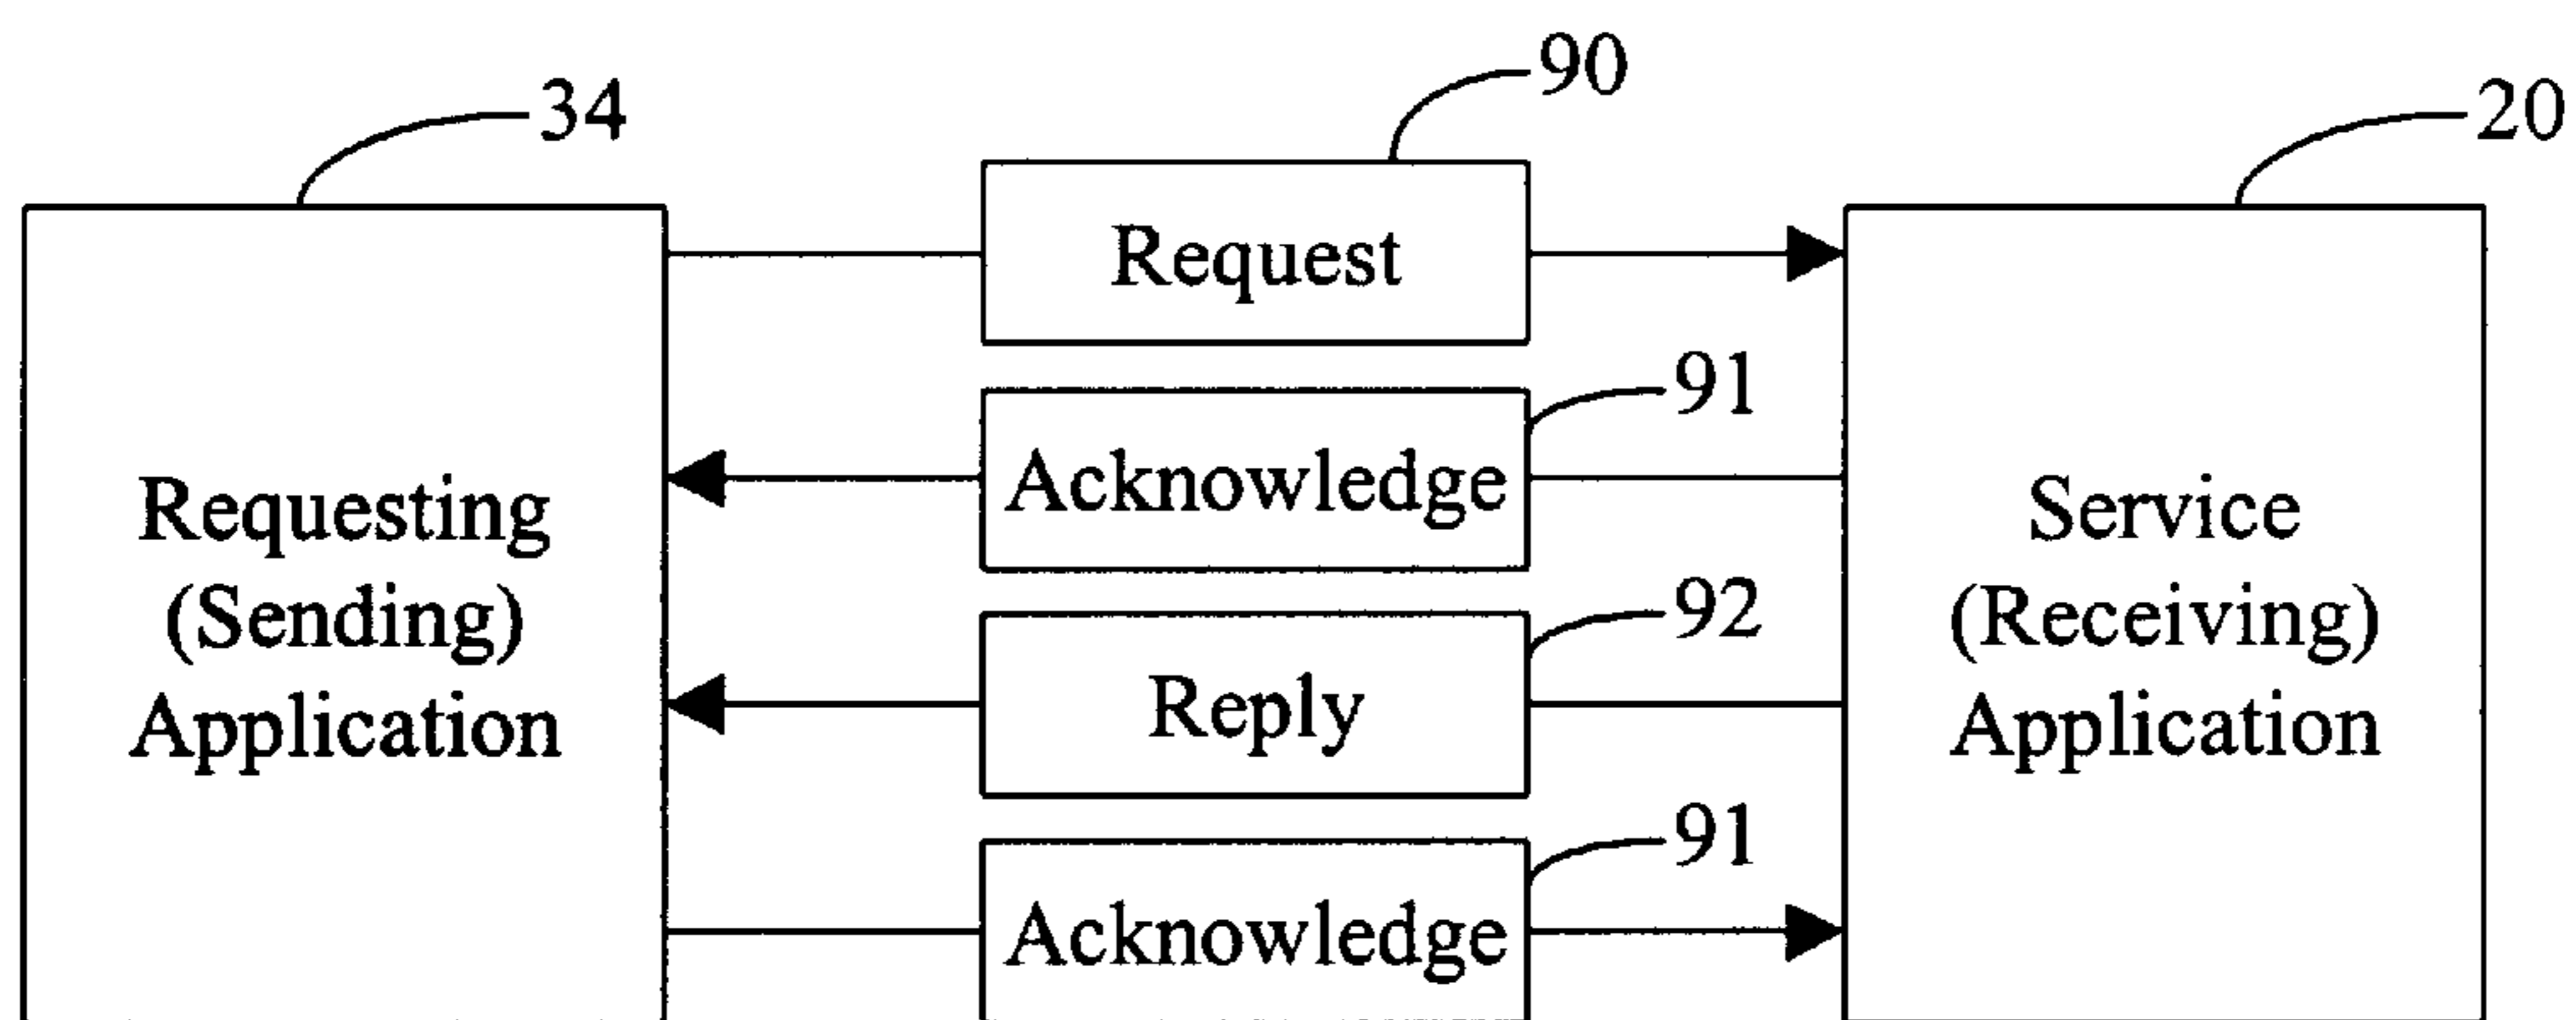 90
34
20
Request
91
Acknowledge
Requesting
(Sending)
Application
Service
(Receiving)
Application
92
Reply
91
Acknowledge